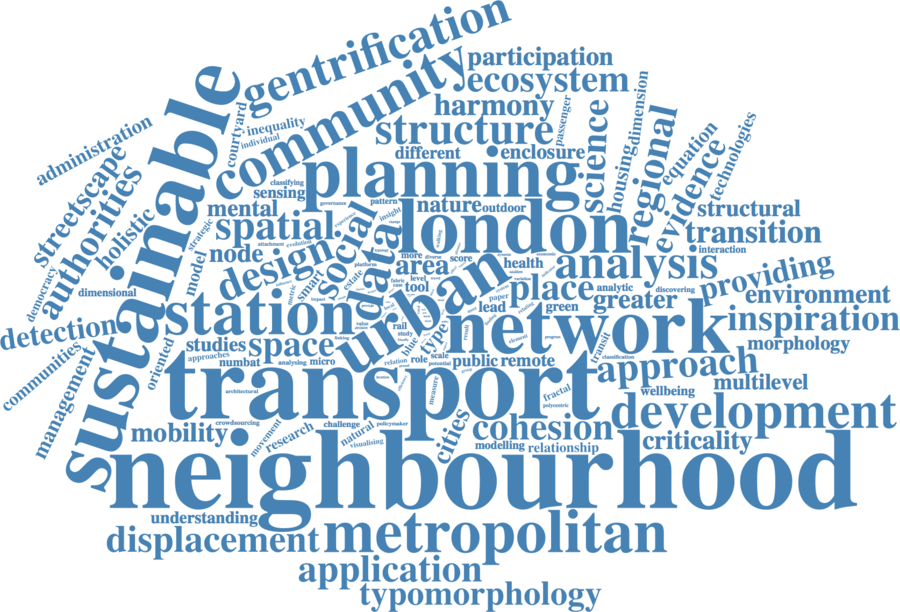 gentrification
participation
community
ecosystem
sustainable
harmony
passenger
dimension
courtyard
inequality
individual
structure
science
administration
different
enclosure
housing
regional
equation
technologies
streetscape
authorities
planning
evidence
classifying
sensing
governance
pattern
nature
outdoor
mental
insight
london
structural
holistic
strategic
spatial
social
data
transition
interaction
experience
attachment
evolution
node
design
model
more
diverse
score
health
analysis
area
platform
smart
estate
level
tool
urban
place
analytic
discovering
providing
democracy
dimensional
paper
lead
green
greater
environment
station
network
inspiration
detection
rail
study
type
value
result
element
progress
transit
morphology
studies
space
oriented
approaches
numbat
analysing
micro
relation
role
scale
potential
public
remote
classification
approach
communities
management
transport
architectural
measure
fractal
polycentric
wellbeing
multilevel
development
mobility
crowdsourcing
movement
research
challenge
policymaker
natural
visualising
cities
cohesion
modelling
relationship
criticality
neighbourhood
understanding
displacement
metropolitan
application
typomorphology